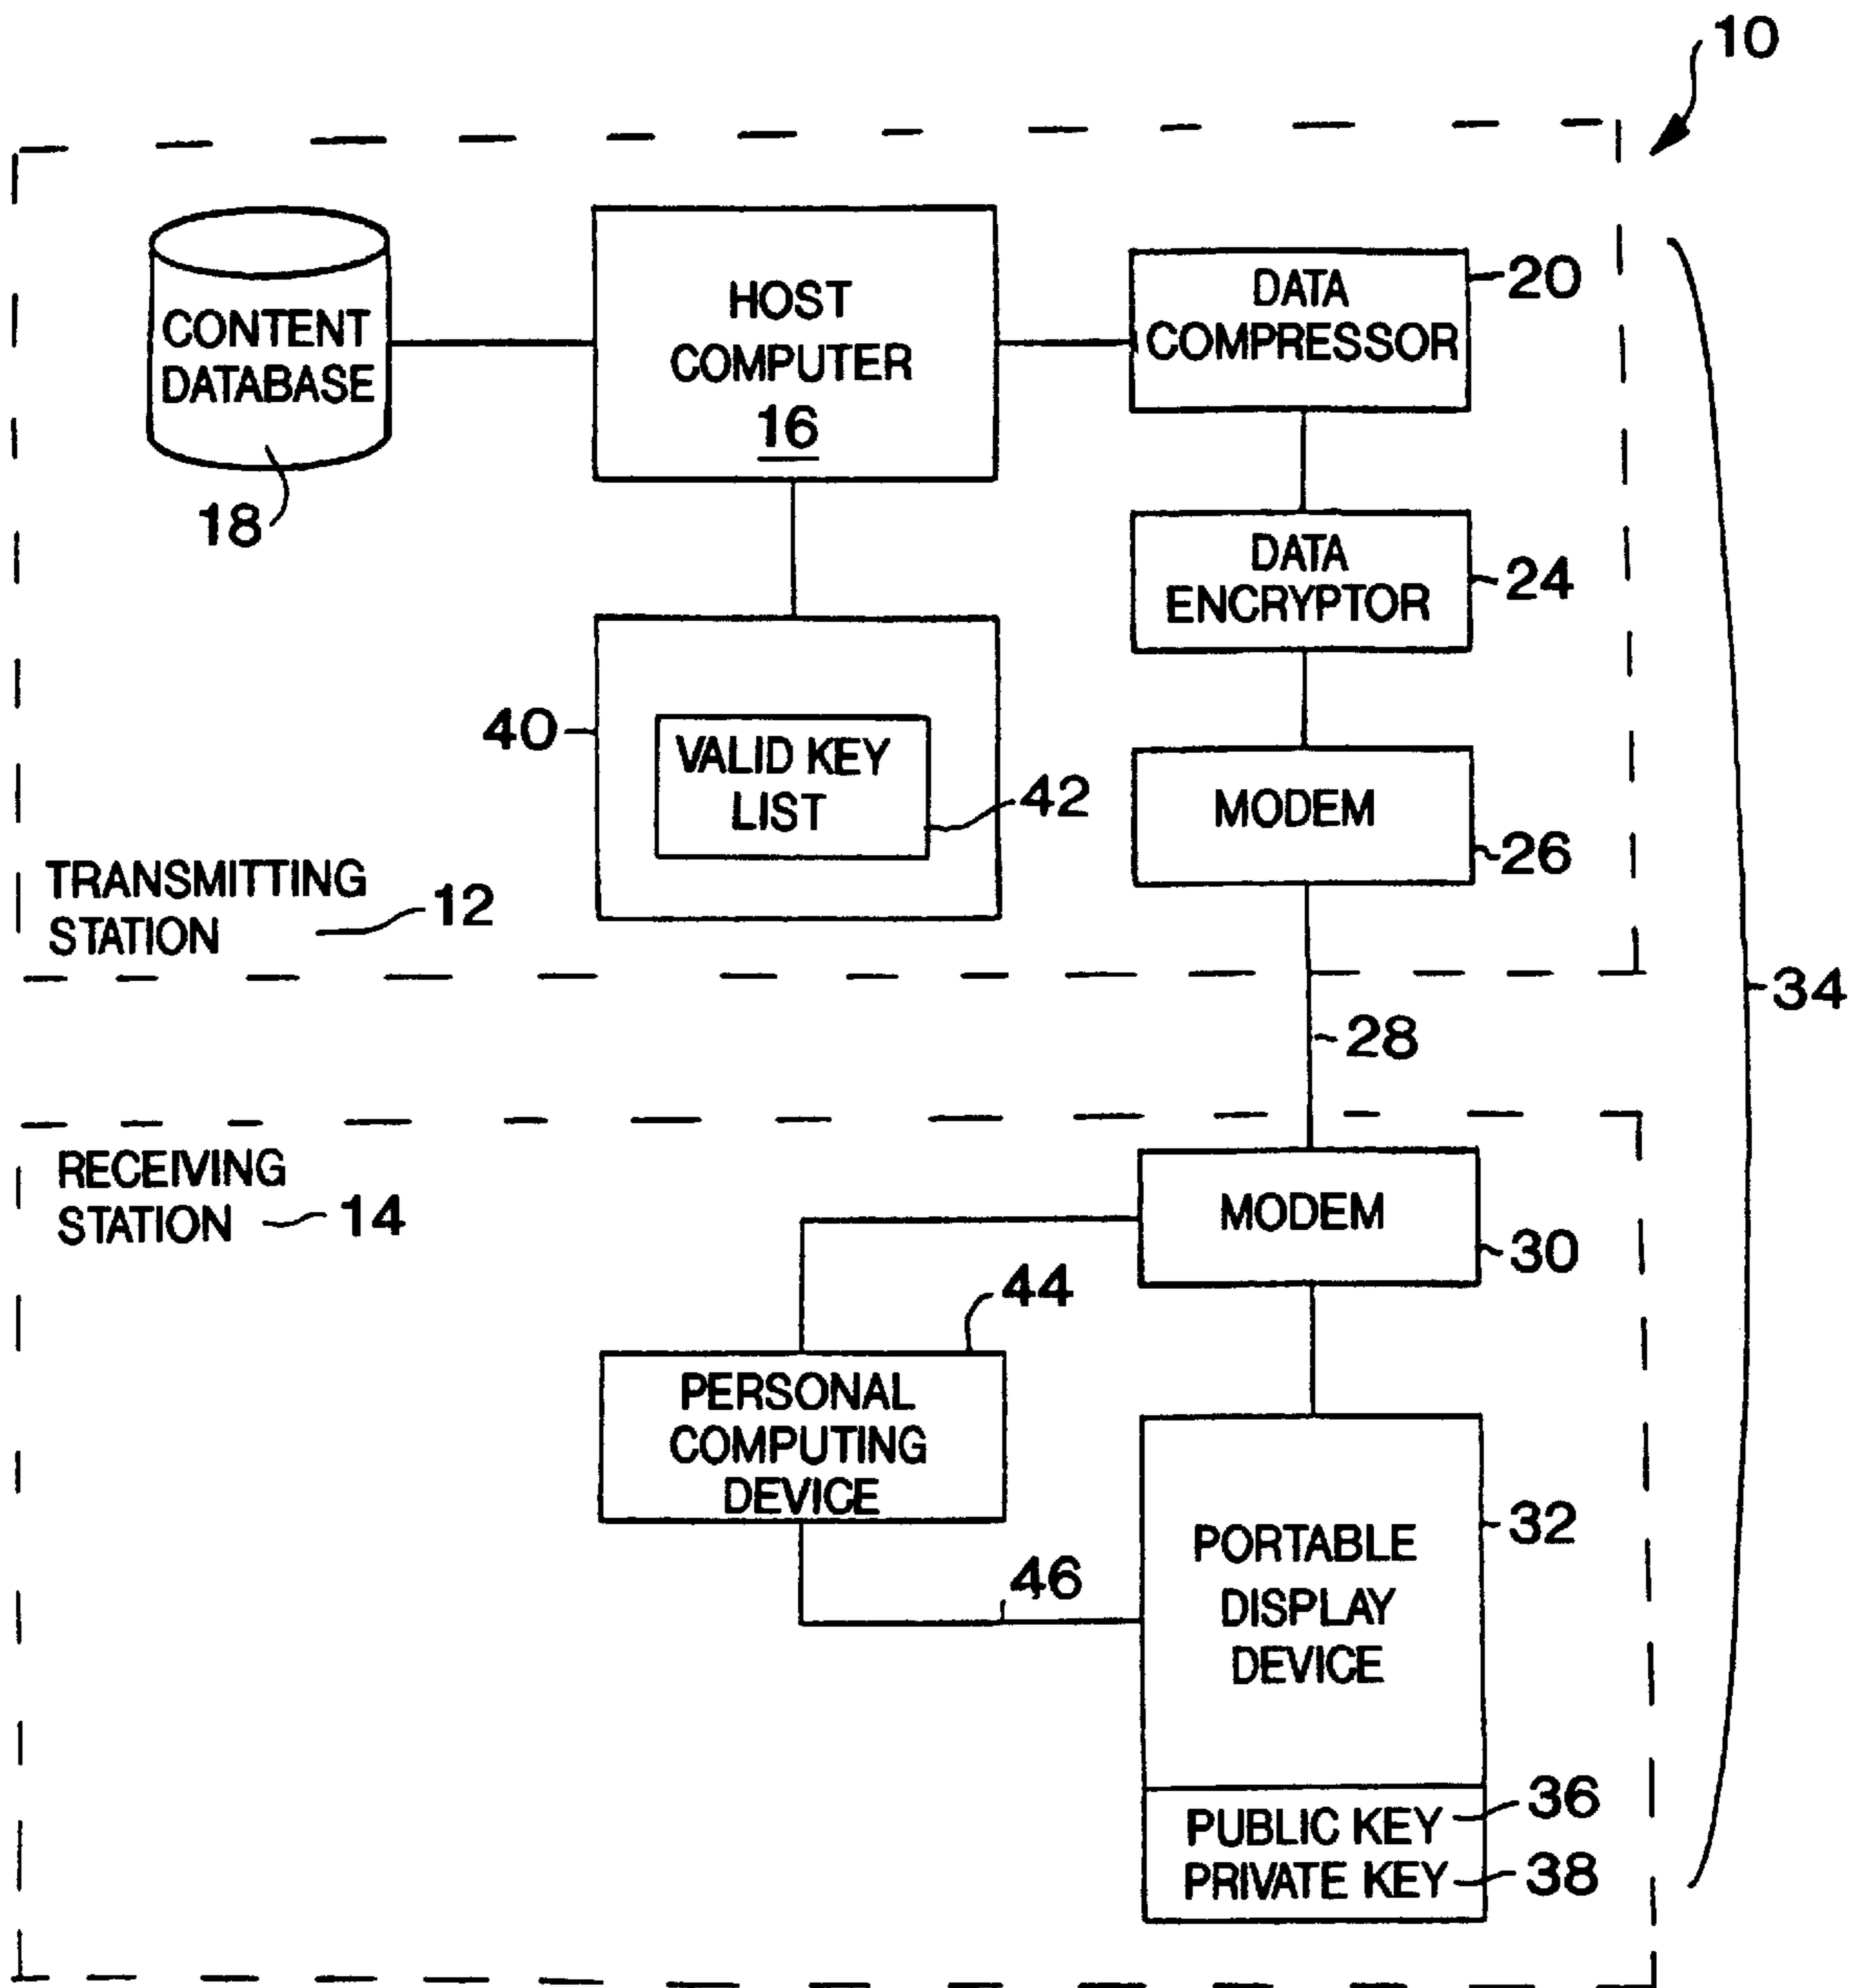 10
CONTENT
DATABASE
18
HOST
COMPUTER
16
DATA
COMPRESSOR
20
DATA
ENCRYPTOR
24
40
VALID KEY
LIST
42
MODEM
26
TRANSMITTING
STATION
12
34
28
RECEIVING
STATION
14
MODEM
30
44
PERSONAL
COMPUTING
DEVICE
46
PORTABLE
DISPLAY
DEVICE
32
PUBLIC KEY
36
PRIVATE KEY
38